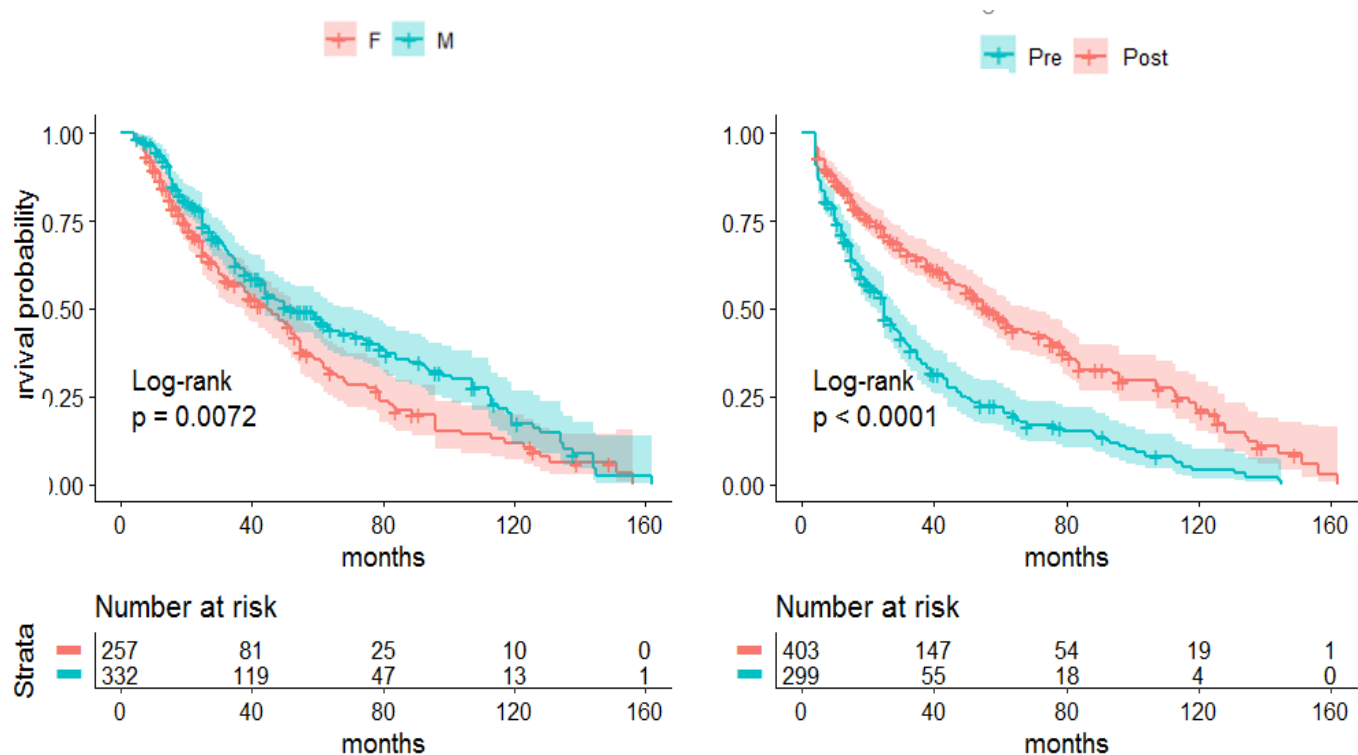 F M
Pre Post
irvival probability
1.00
0.75
0.50
0.25
0.00
Log-rank
p = 0.0072
0 40 80 120 160
months
1.00
0.75
0.50
0.25
0.00
Log-rank
p < 0.0001
0 40 80 120 160
months
Number at risk
Strata
257 81 25 10 0
332 119 47 13 1
0 40 80 120 160
months
Number at risk
403 147 54 19 1
299 55 18 4 0
0 40 80 120 160
months